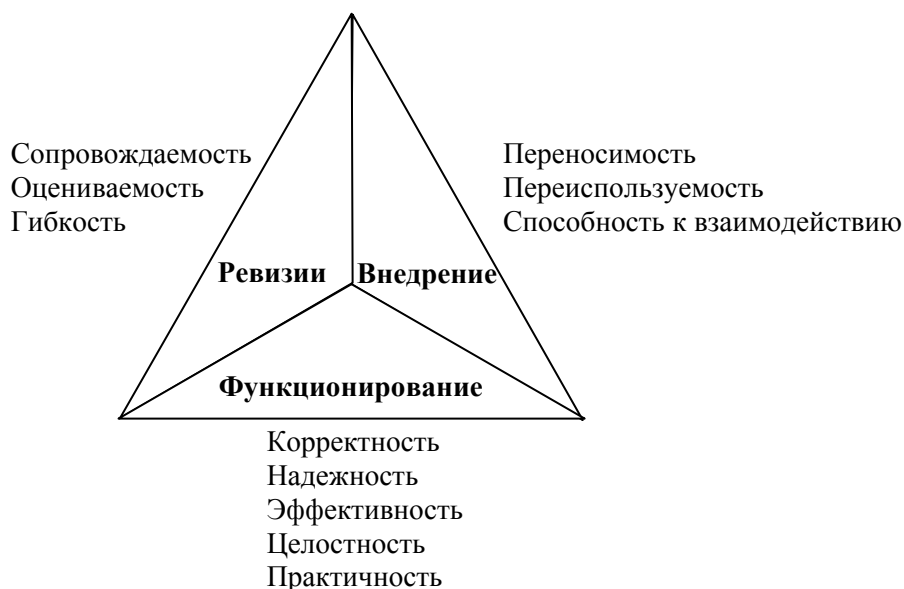 Сопровождаемость
Оцениваемость
Гибкость
Переносимость
Переиспользуемость
Способность к взаимодействию
Ревизии
Внедрение
Функционирование
Корректность
Надежность
Эффективность
Целостность
Практичность